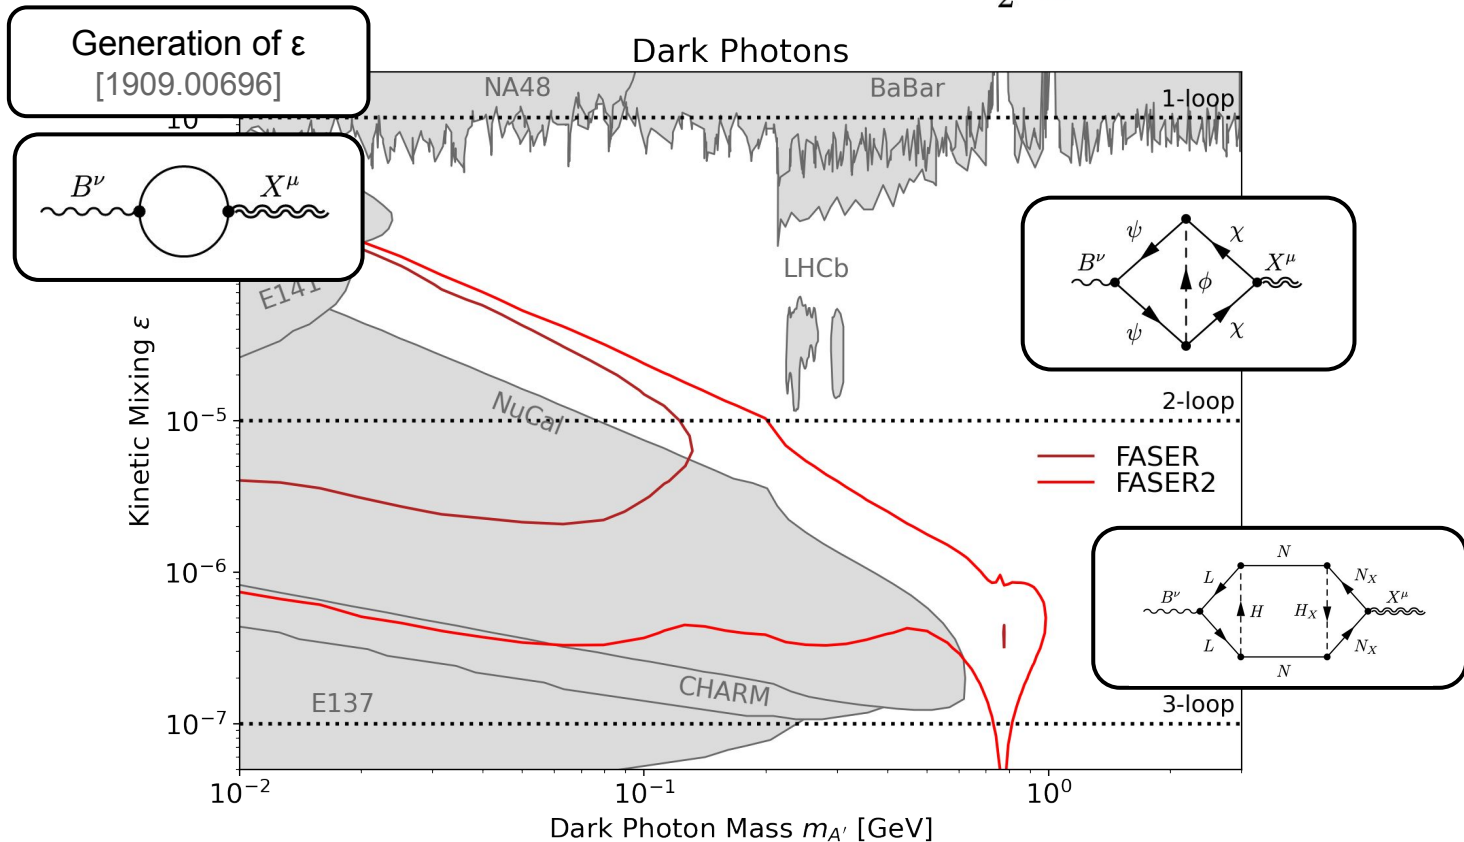 2
Generation of ε
[1909.00696]
Dark Photons
NA48
BaBar
1-loop
10
B^ν
X^μ
ψ
χ
B^ν
ϕ
X^μ
ψ
χ
LHCb
E141
Kinetic Mixing ε
NuCal
10^-5
2-loop
FASER
FASER2
10^-6
N
L
N_X
B^ν
H
H_X
X^μ
L
N_X
N
CHARM
E137
3-loop
10^-7
10^-2
10^-1
10^0
Dark Photon Mass m_A′ [GeV]